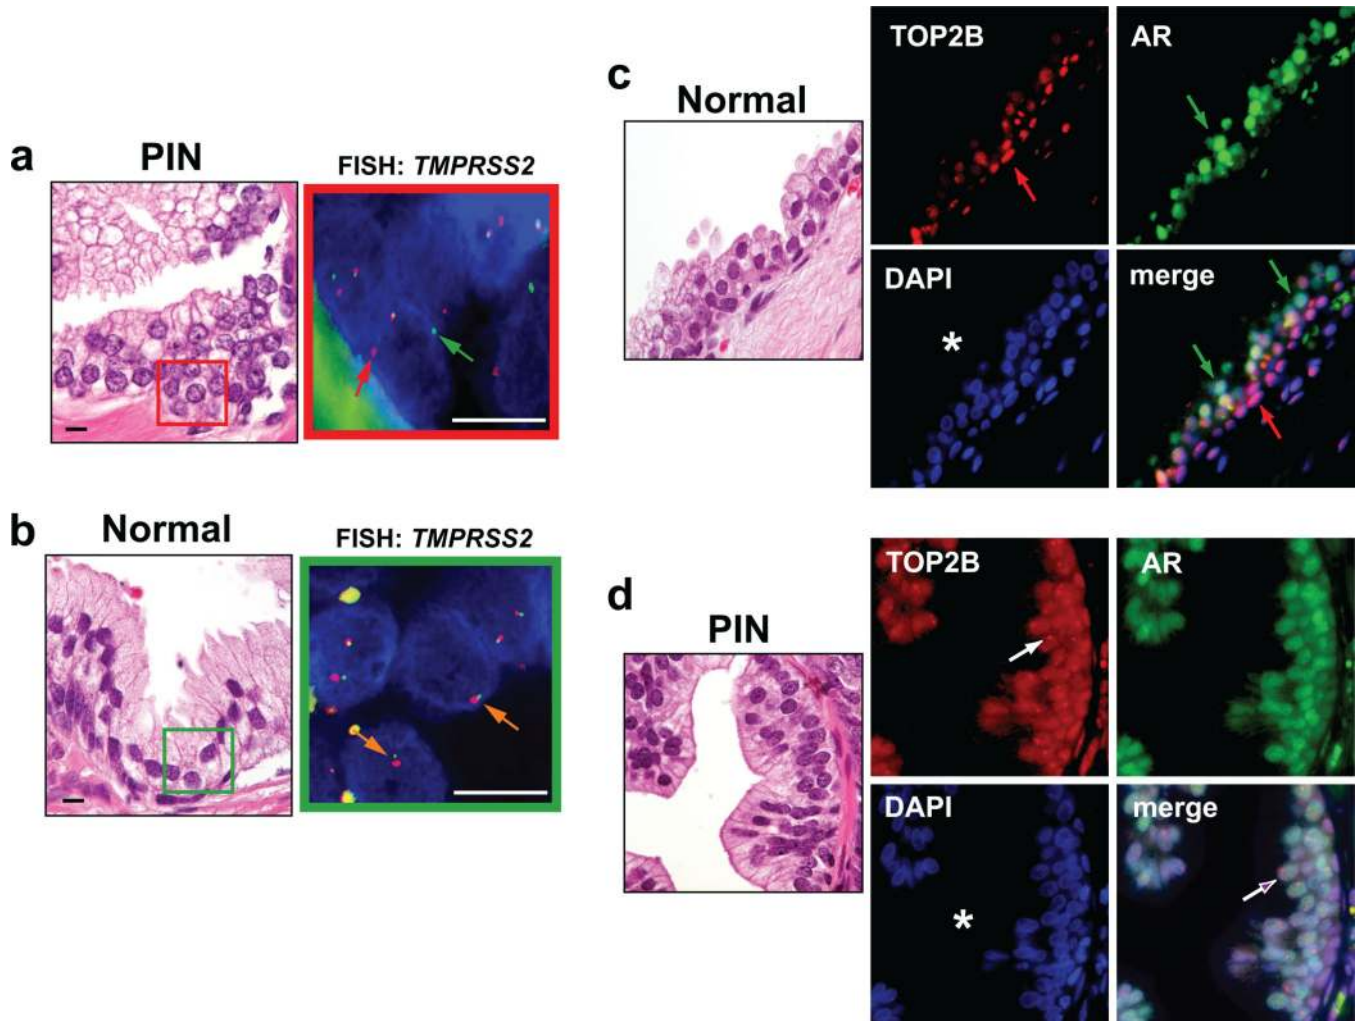 a
PIN
FISH: TMPRSS2
b
Normal
FISH: TMPRSS2
c
Normal
TOP2B
AR
DAPI
*
merge
d
PIN
TOP2B
AR
DAPI
*
merge